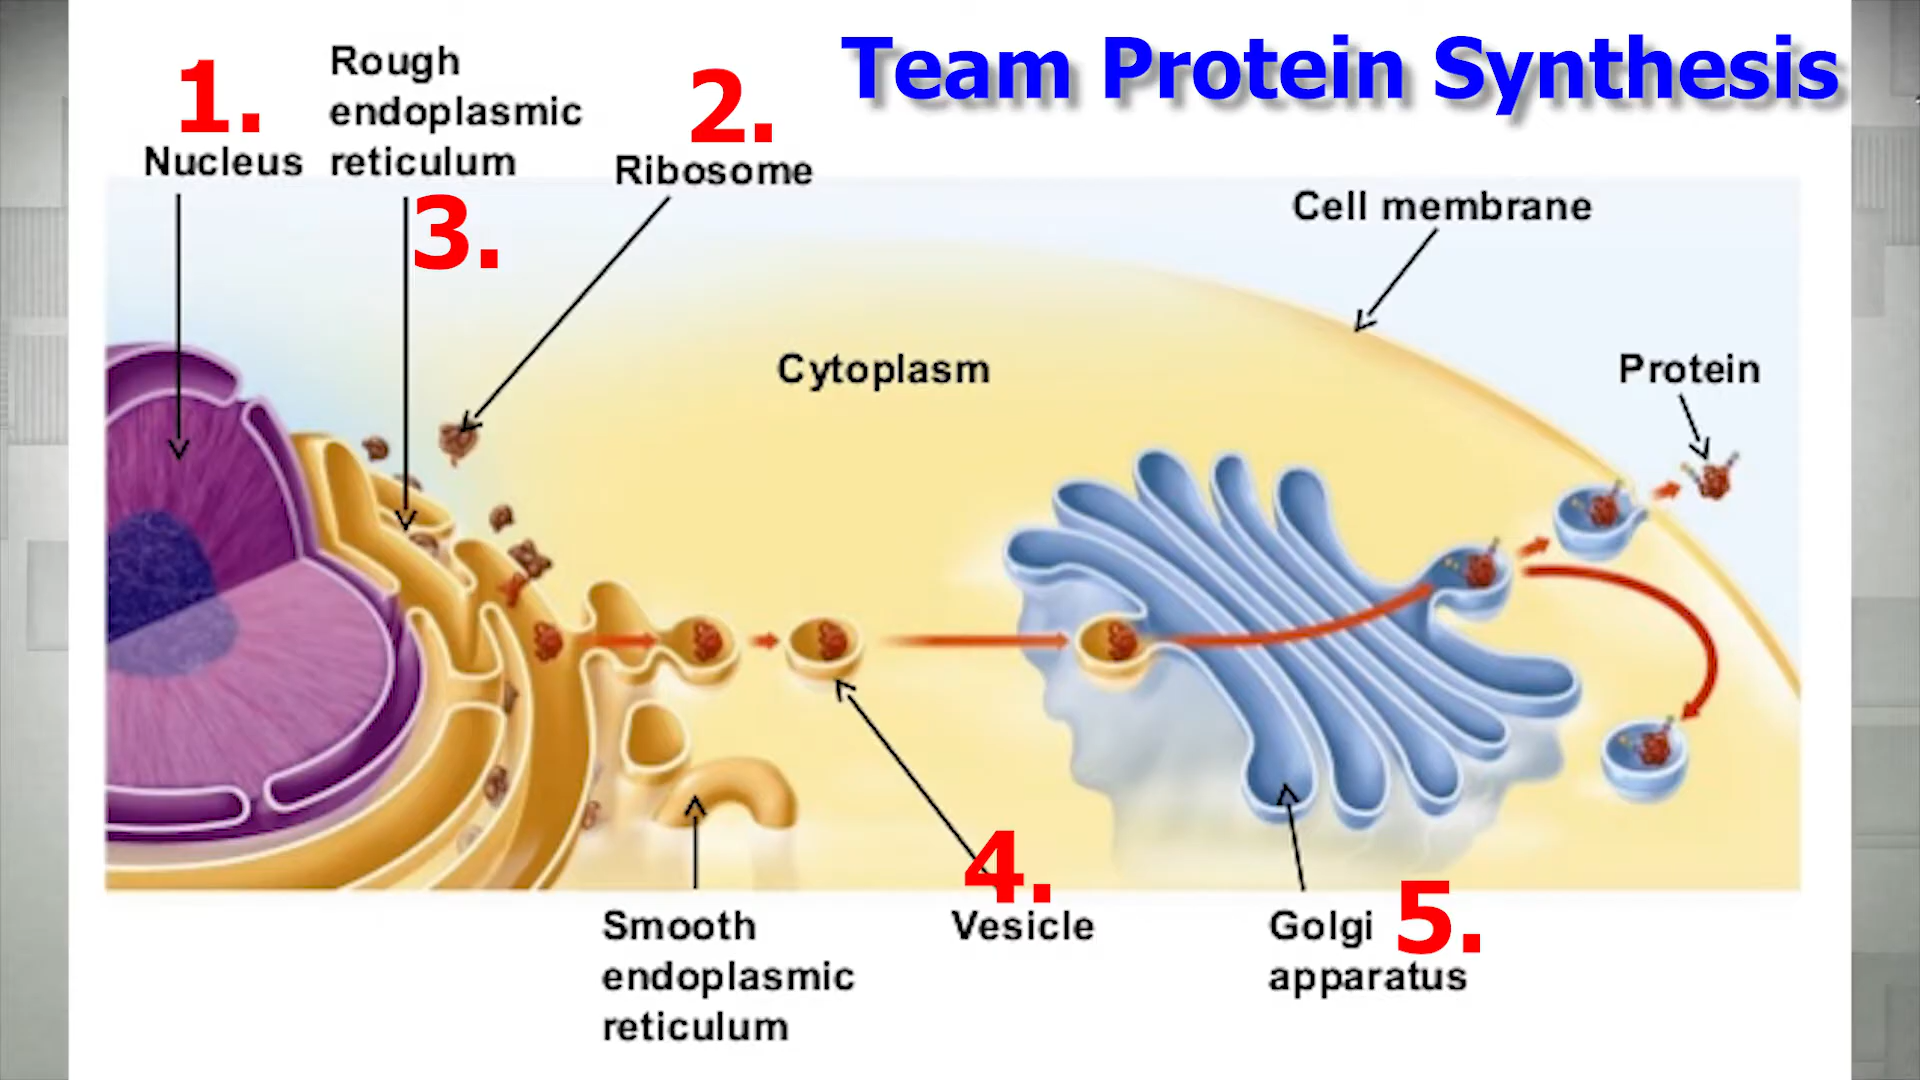 Team Protein Synthesis
1.
Nucleus
Rough
endoplasmic
reticulum
3.
2.
Ribosome
Cell membrane
Cytoplasm
Protein
Smooth
endoplasmic
reticulum
4.
Vesicle
Golgi 5.
apparatus